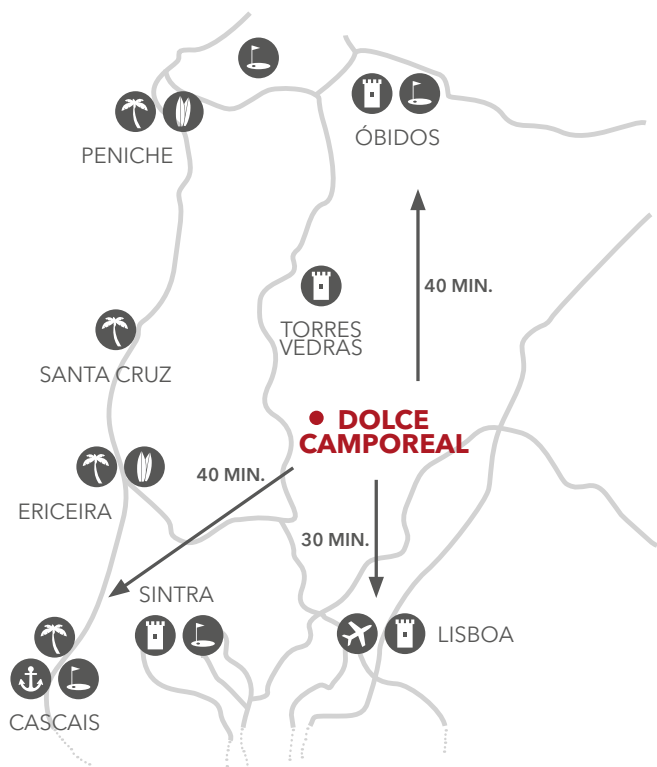 PENICHE
ÓBIDOS
40 MIN.
TORRES
VEDRAS
SANTA CRUZ
DOLCE
CAMPOREAL
40 MIN.
ERICEIRA
30 MIN.
SINTRA
LISBOA
CASCAIS